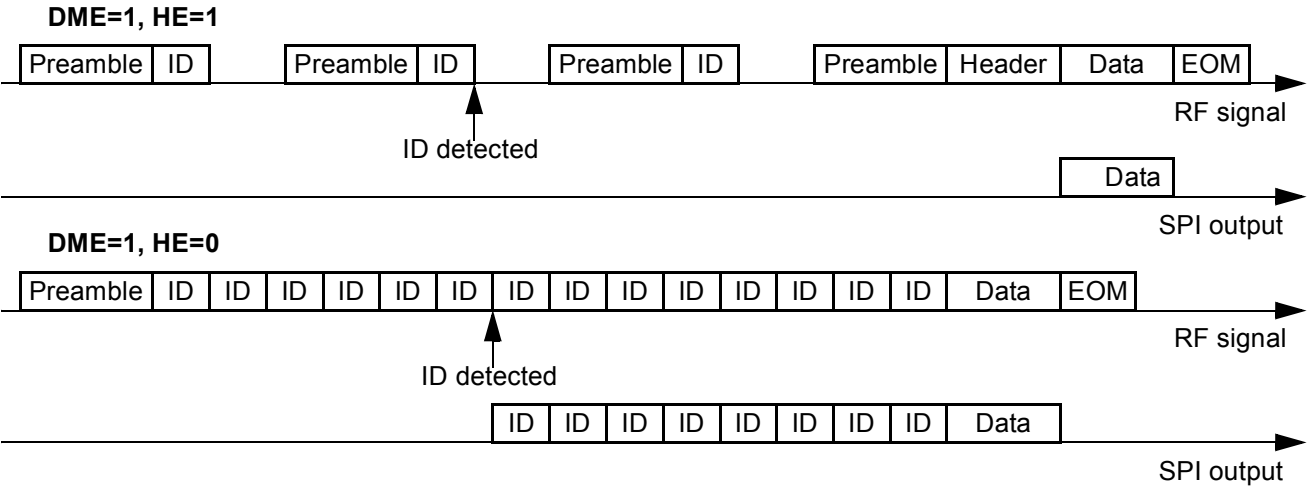 DME=1, HE=1
Preamble ID Preamble ID Preamble ID Preamble Header Data EOM
RF signal
ID detected
Data
SPI output
DME=1, HE=0
Preamble ID ID ID ID ID ID ID ID ID ID ID ID ID ID Data EOM
RF signal
ID detected
ID ID ID ID ID ID ID ID Data
SPI output